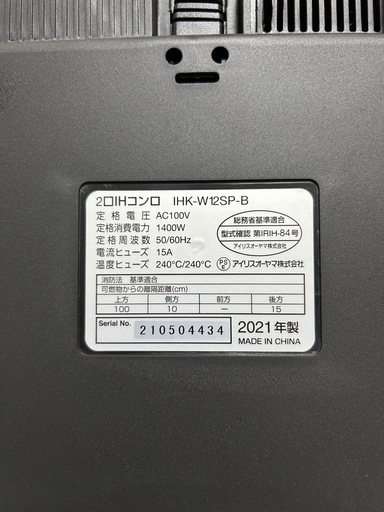 2口IHコンロ IHK-W12SP-B
定格電圧 AC100V
定格消費電力 1400W
定格周波数 50/60Hz
電流ヒューズ 15A
温度ヒューズ 240℃/240℃
総務省基準適合
型式確認 第IRIH-84号
アイリスオーヤマ株式会社
PSE アイリスオーヤマ株式会社
消防法 基準適合
可燃物からの離隔距離(cm)
上方 側方 前方 後方
100 10 — 15
Serial No. 210504434
2021年製
MADE IN CHINA